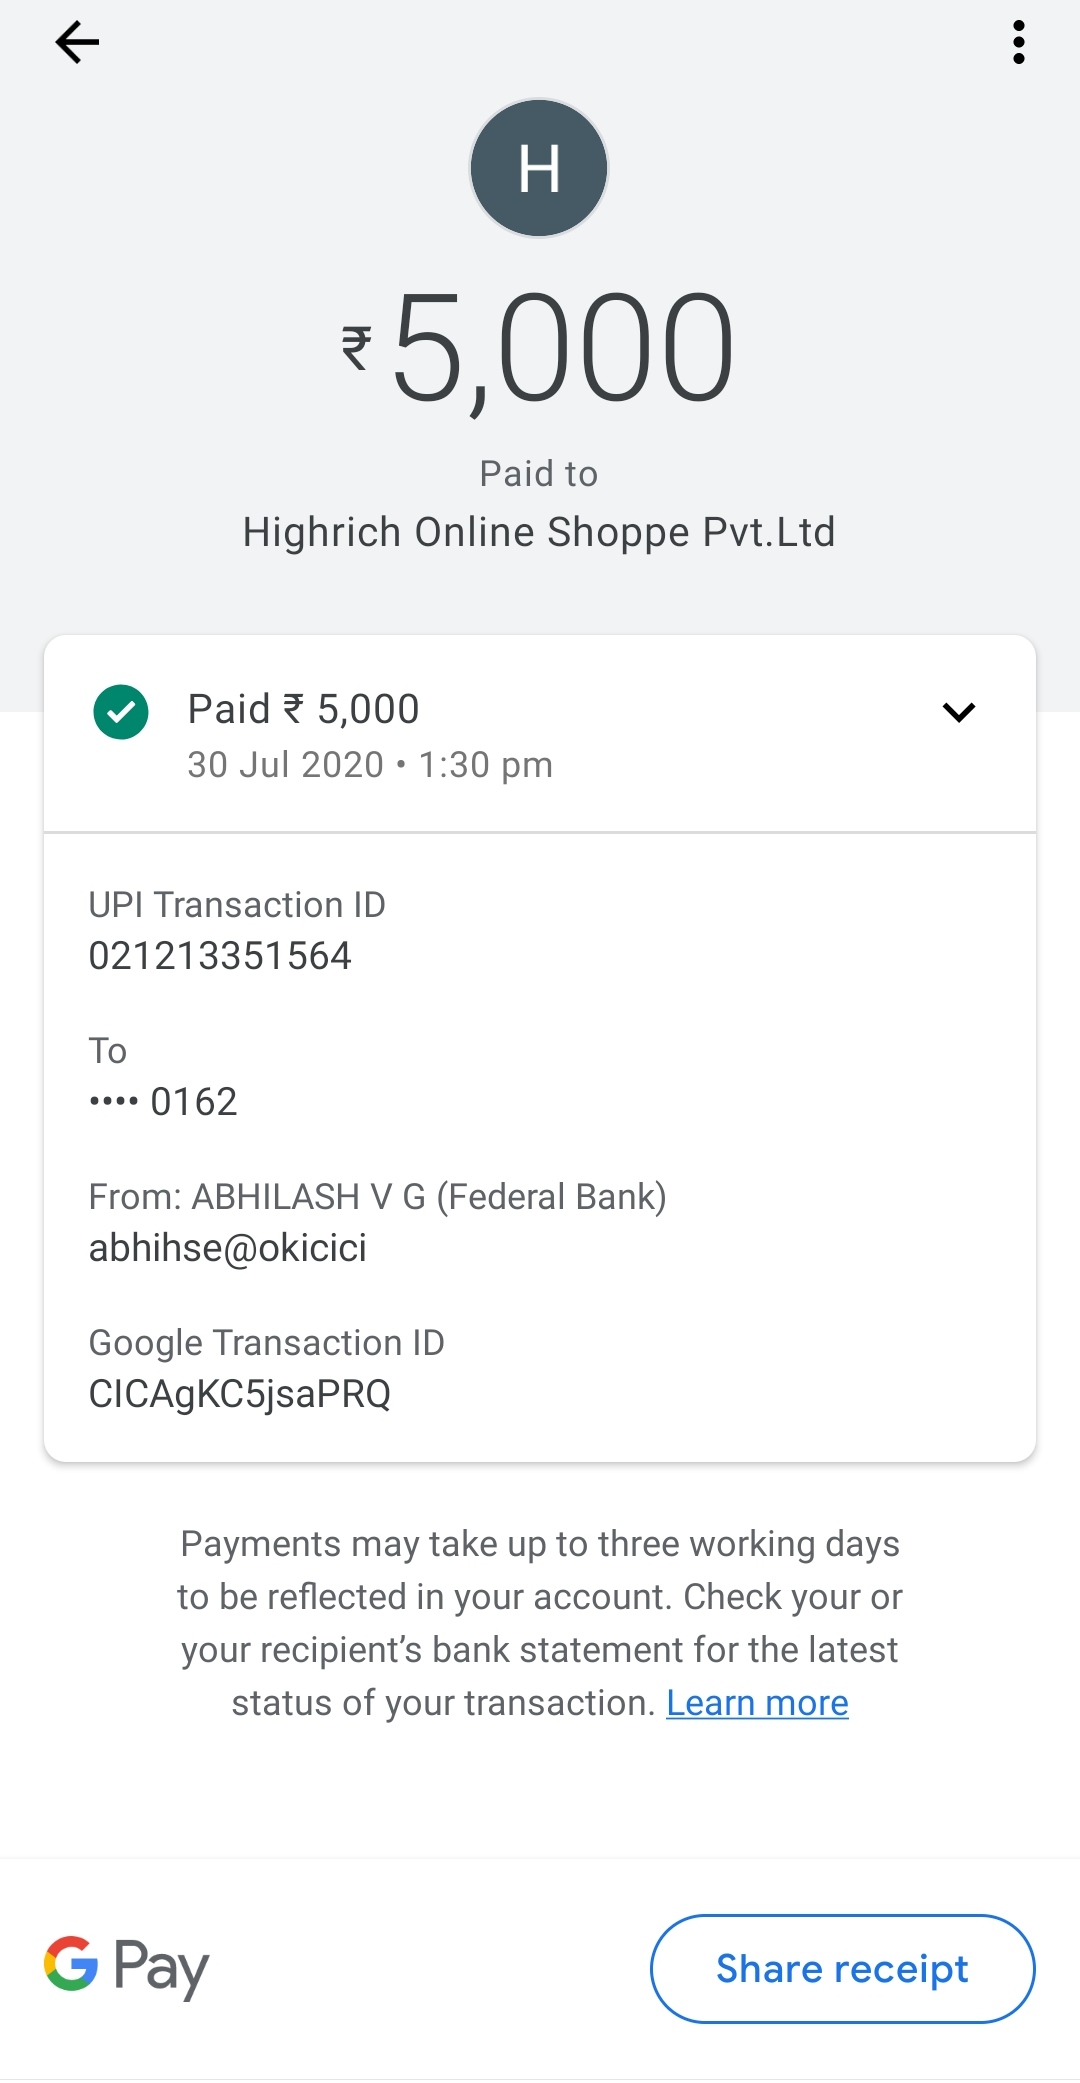 H
₹5,000
Paid to
Highrich Online Shoppe Pvt.Ltd
Paid ₹ 5,000
30 Jul 2020 • 1:30 pm
UPI Transaction ID
021213351564
To
•••• 0162
From: ABHILASH V G (Federal Bank)
abhihse@okicici
Google Transaction ID
CICAgKC5jsaPRQ
Payments may take up to three working days
to be reflected in your account. Check your or
your recipient’s bank statement for the latest
status of your transaction. Learn more
G Pay
Share receipt